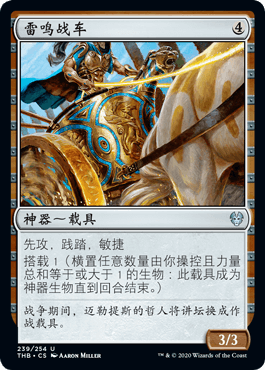 雷鸣战车 4
神器~载具
先攻，践踏，敏捷
搭载1（横置任意数量由你操控且力量
总和等于或大于1的生物：此载具成为
神器生物直到回合结束。）
战争期间，迈勒提斯的哲人将讲坛换成作
战载具。
3/3
239/254 U
THB • CS AARON MILLER
™ & © 2020 Wizards of the Coast